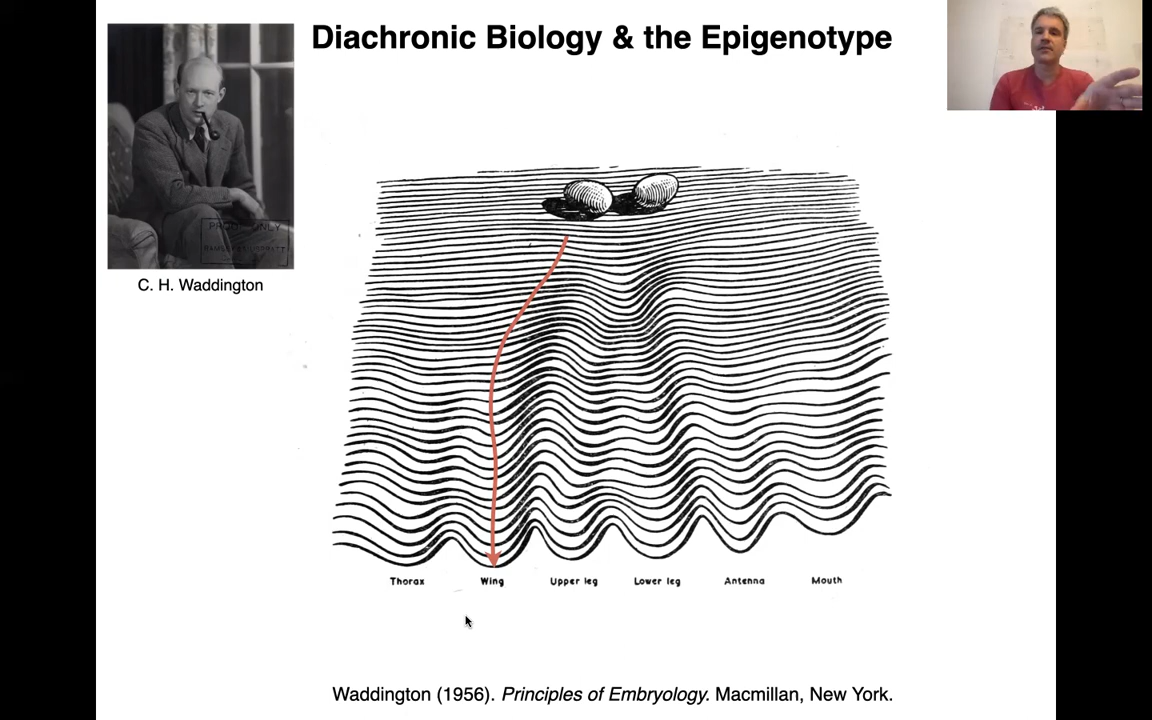 Diachronic Biology & the Epigenotype
C. H. Waddington
Thorax Wing Upper leg Lower leg Antenna Mouth
Waddington (1956). Principles of Embryology. Macmillan, New York.